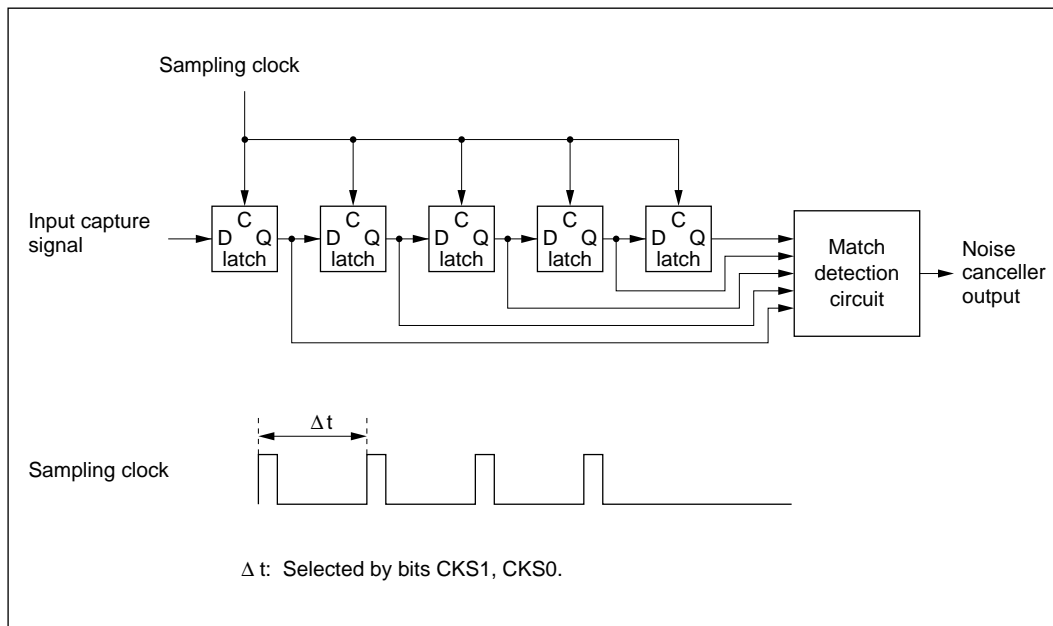 Sampling clock
Input capture
signal
C
D Q
latch
C
D Q
latch
C
D Q
latch
C
D Q
latch
C
D Q
latch
Match
detection
circuit
Noise
canceller
output
Δ t
Sampling clock
Δ t: Selected by bits CKS1, CKS0.